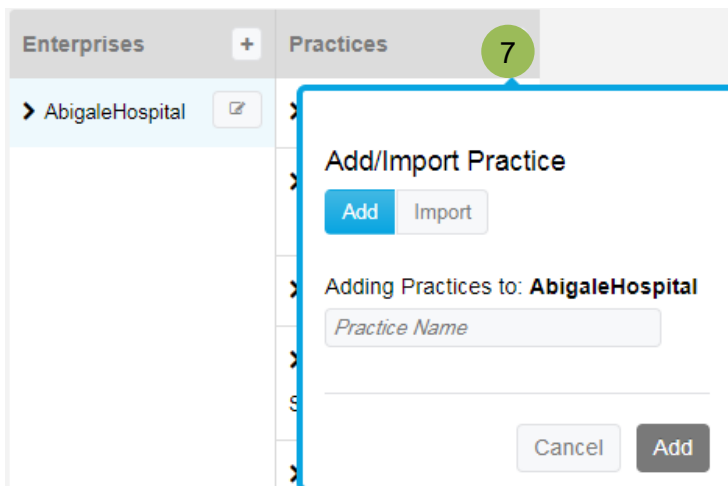 Enterprises + Practices
7
AbigaleHospital
Add/Import Practice
Add Import
Adding Practices to: AbigaleHospital
Practice Name
S
Cancel Add